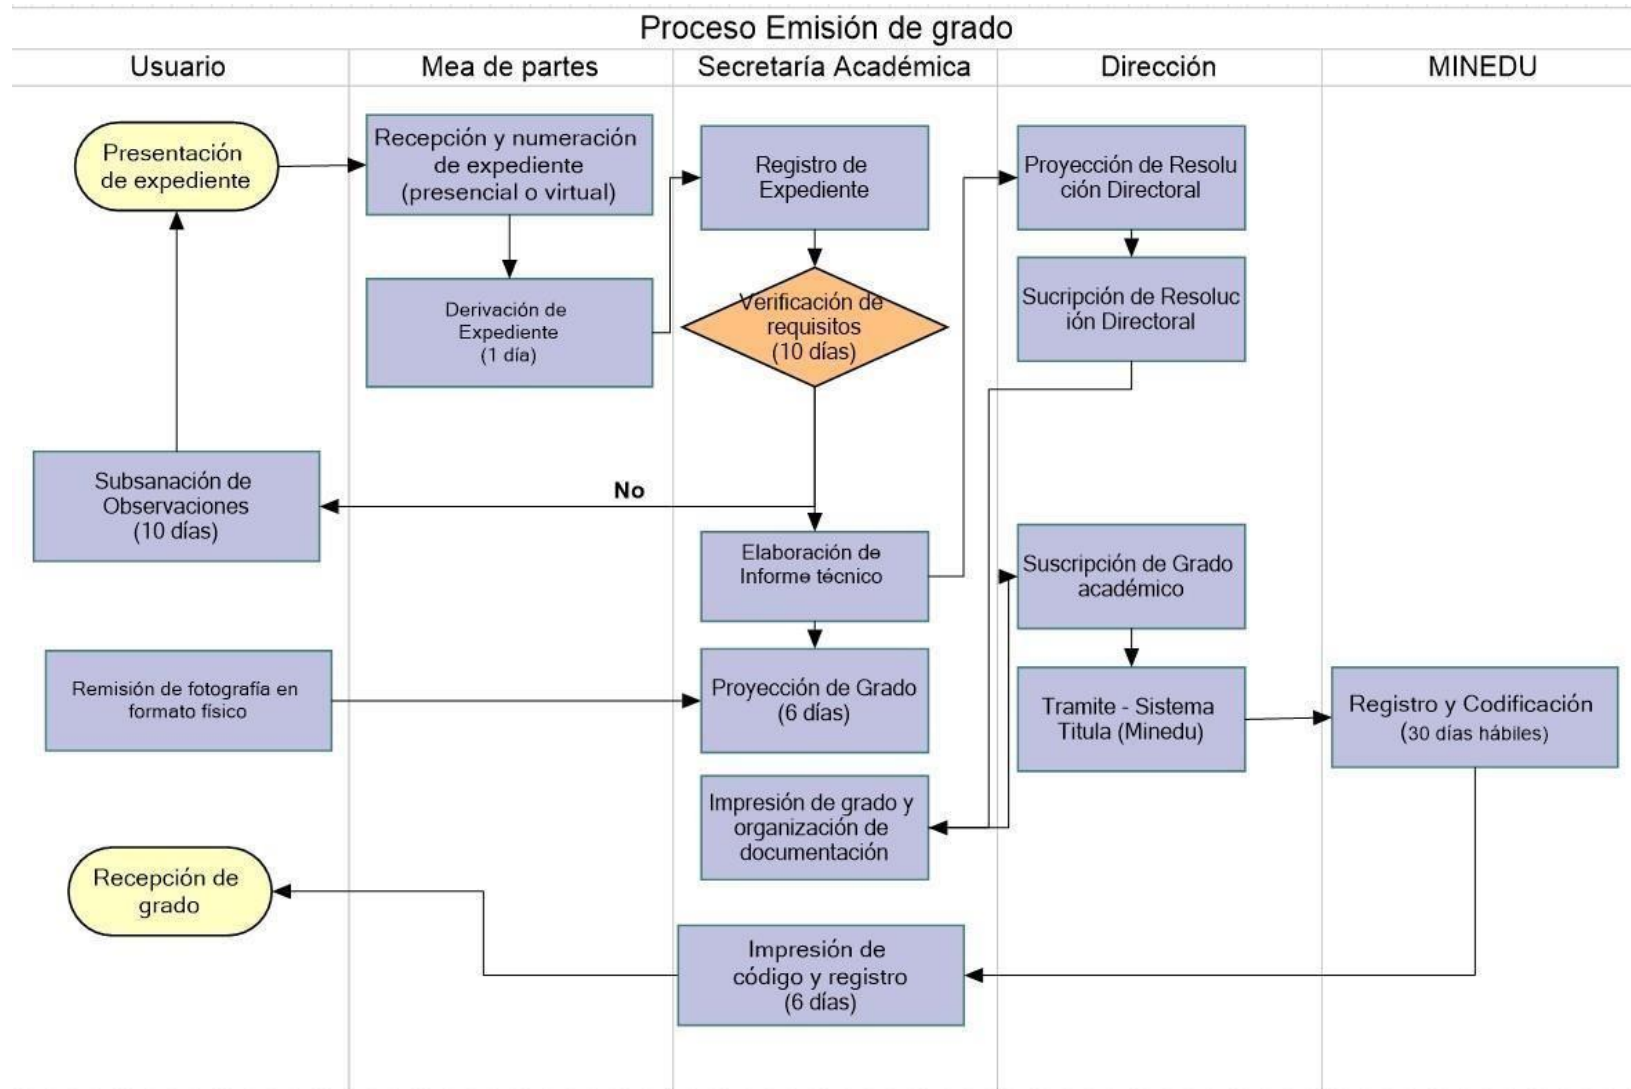 Proceso Emisión de grado
Usuario
Mea de partes
Secretaría Académica
Dirección
MINEDU
Presentación
de expediente
Recepción y numeración
de expediente
(presencial o virtual)
Registro de
Expediente
Proyección de Resolu
ción Directoral
Derivación de
Expediente
(1 día)
Verificación de
requisitos
(10 días)
Sucripción de Resoluc
ión Directoral
Subsanación de
Observaciones
(10 días)
No
Elaboración de
Informe técnico
Suscripción de Grado
académico
Remisión de fotografía en
formato físico
Proyección de Grado
(6 días)
Tramite - Sistema
Titula (Minedu)
Registro y Codificación
(30 días hábiles)
Impresión de grado y
organización de
documentación
Recepción de
grado
Impresión de
código y registro
(6 días)